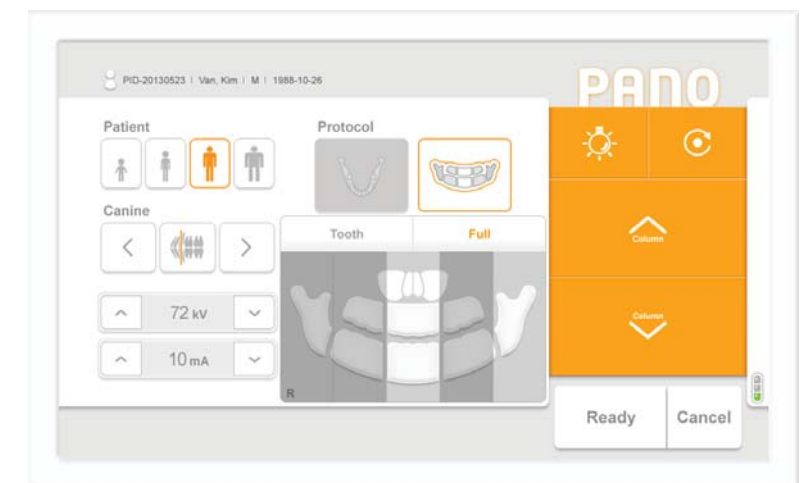 PID-20130523 | Van, Kim | M | 1988-10-26
PANO
Patient
Protocol
Canine
Tooth
Full
72 kV
10 mA
R
Column
Column
Ready
Cancel